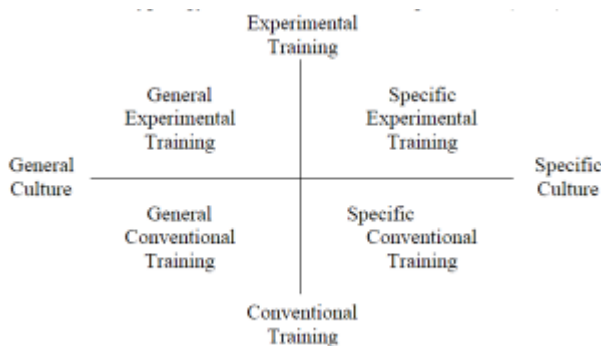 Experimental
Training
General
Experimental
Training
Specific
Experimental
Training
General
Culture
Specific
Culture
General
Conventional
Training
Specific
Conventional
Training
Conventional
Training